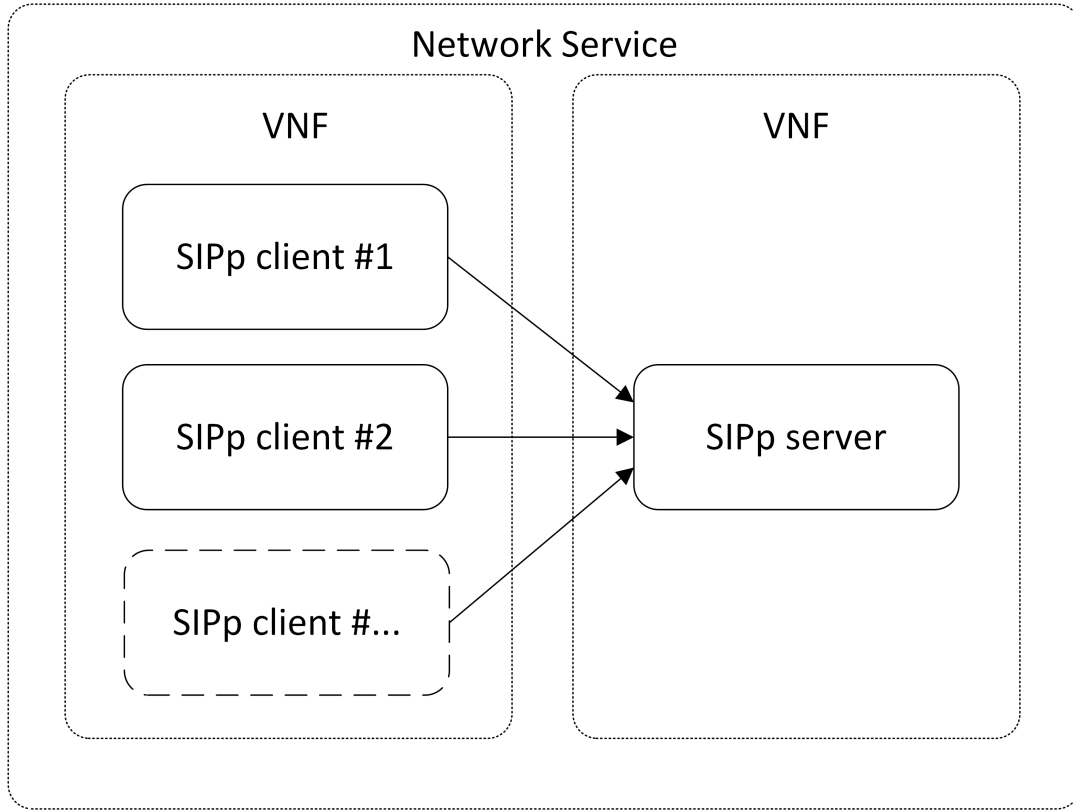 Network Service
VNF
SIPp client #1
SIPp client #2
SIPp client #...
VNF
SIPp server